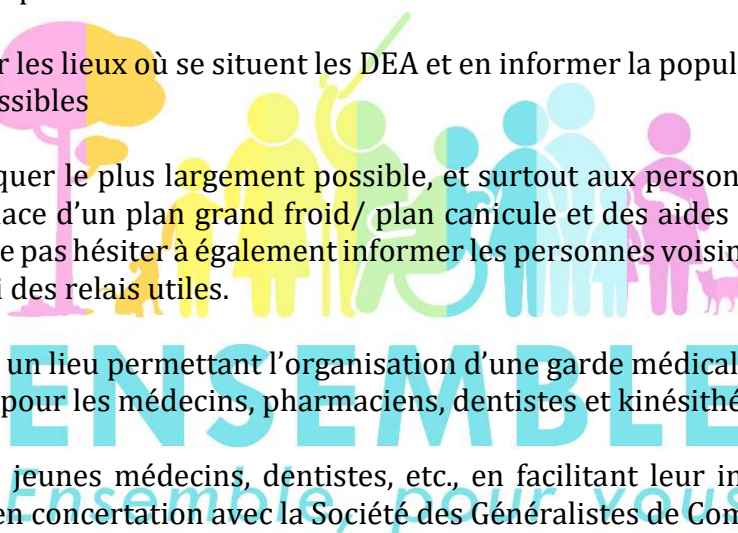 r les lieux où se situent les DEA et en informer la popul
ssibles
quer le plus largement possible, et surtout aux person
lace d’un plan grand froid/ plan canicule et des aides
e pas hésiter à également informer les personnes voisin
i des relais utiles.
un lieu permettant l’organisation d’une garde médical
pour les médecins, pharmaciens, dentistes et kinésithé
ENSEMBLE
jeunes médecins, dentistes, etc., en facilitant leur in
Ensemble, pour vous
en concertation avec la Société des Généralistes de Com